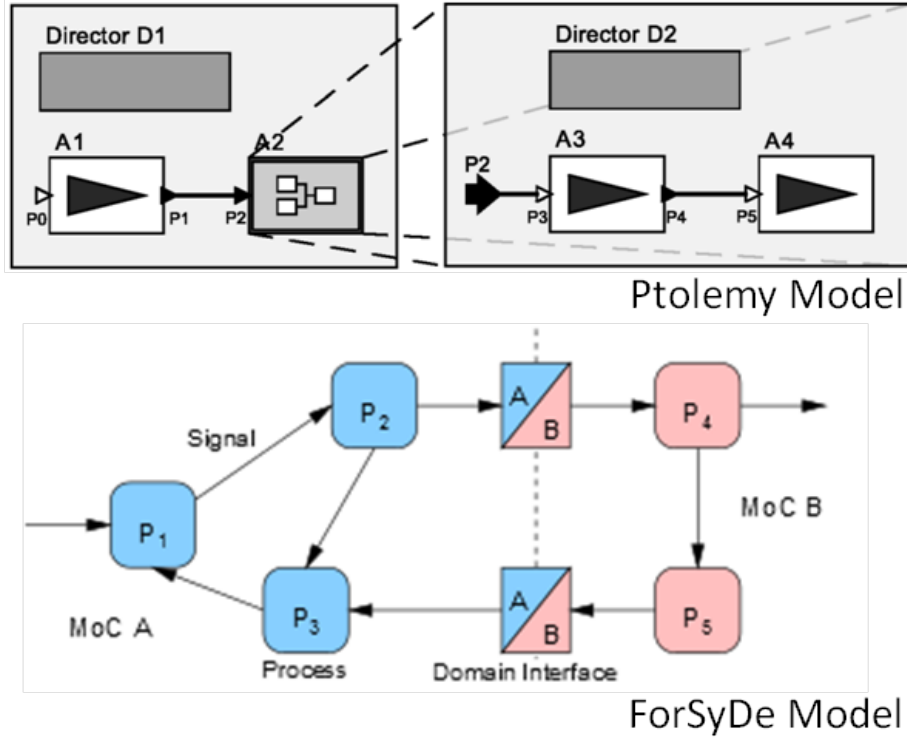 Director D1
Director D2
A1
A2
A3
A4
P2
P0
P1
P2
P3
P4
P5
Ptolemy Model
P2
A
B
P4
Signal
MoC B
P1
A
B
P3
P5
MoC A
Process
Domain Interface
ForSyDe Model